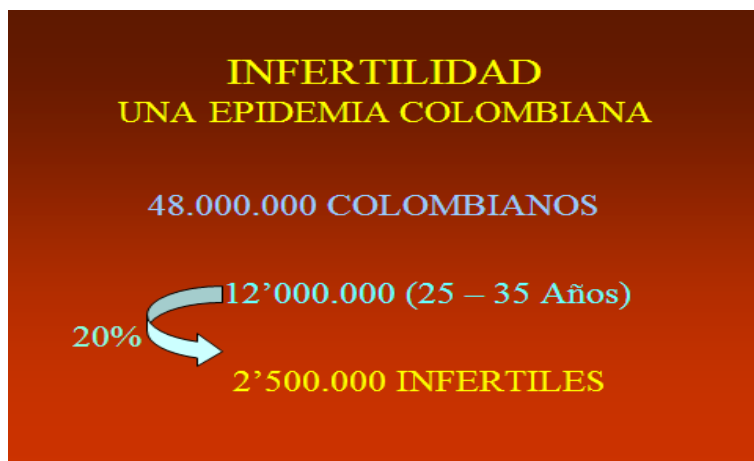 INFERTILIDAD
UNA EPIDEMIA COLOMBIANA
48.000.000 COLOMBIANOS
12’000.000 (25 – 35 Años)
20%
2’500.000 INFERTILES